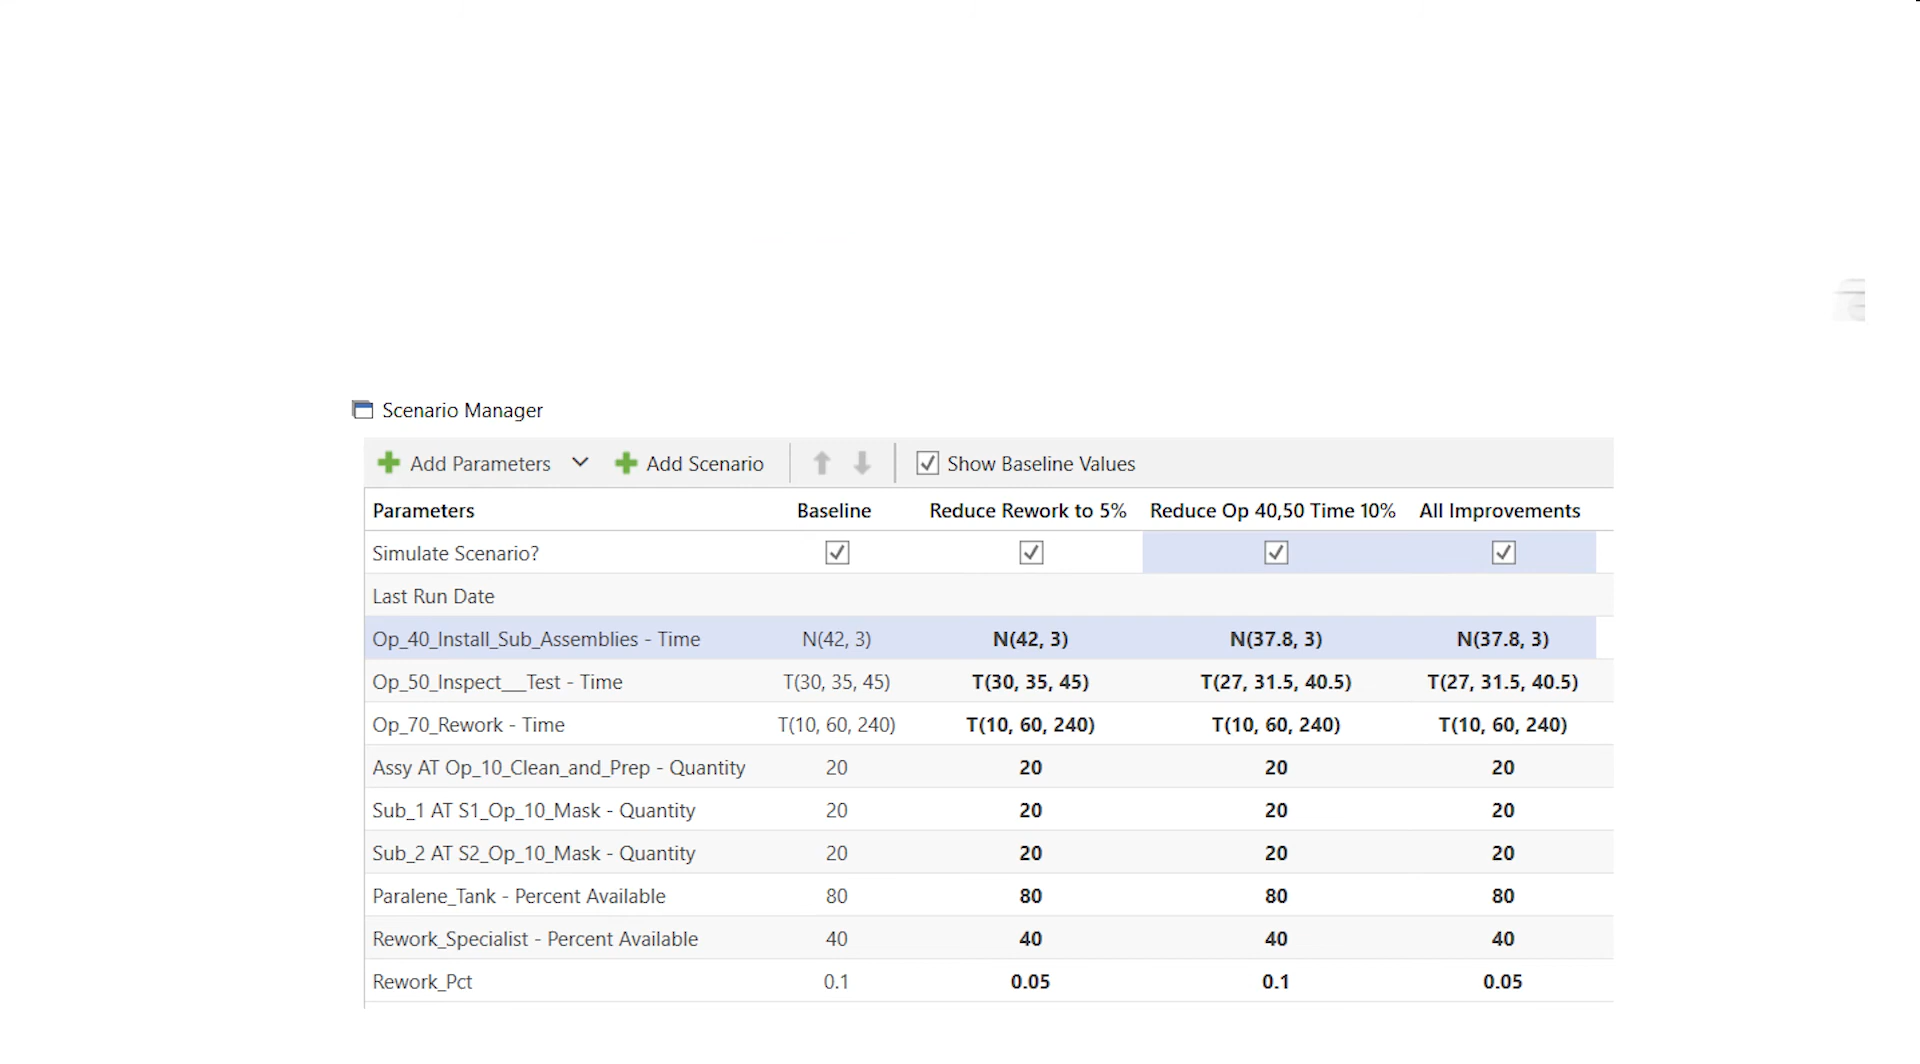 Scenario Manager
Add Parameters Add Scenario Show Baseline Values
Parameters Baseline Reduce Rework to 5% Reduce Op 40,50 Time 10% All Improvements
Simulate Scenario?
Last Run Date
Op_40_Install_Sub_Assemblies - Time N(42, 3) N(42, 3) N(37.8, 3) N(37.8, 3)
Op_50_Inspect___Test - Time T(30, 35, 45) T(30, 35, 45) T(27, 31.5, 40.5) T(27, 31.5, 40.5)
Op_70_Rework - Time T(10, 60, 240) T(10, 60, 240) T(10, 60, 240) T(10, 60, 240)
Assy AT Op_10_Clean_and_Prep - Quantity 20 20 20 20
Sub_1 AT S1_Op_10_Mask - Quantity 20 20 20 20
Sub_2 AT S2_Op_10_Mask - Quantity 20 20 20 20
Paralene_Tank - Percent Available 80 80 80 80
Rework_Specialist - Percent Available 40 40 40 40
Rework_Pct 0.1 0.05 0.1 0.05